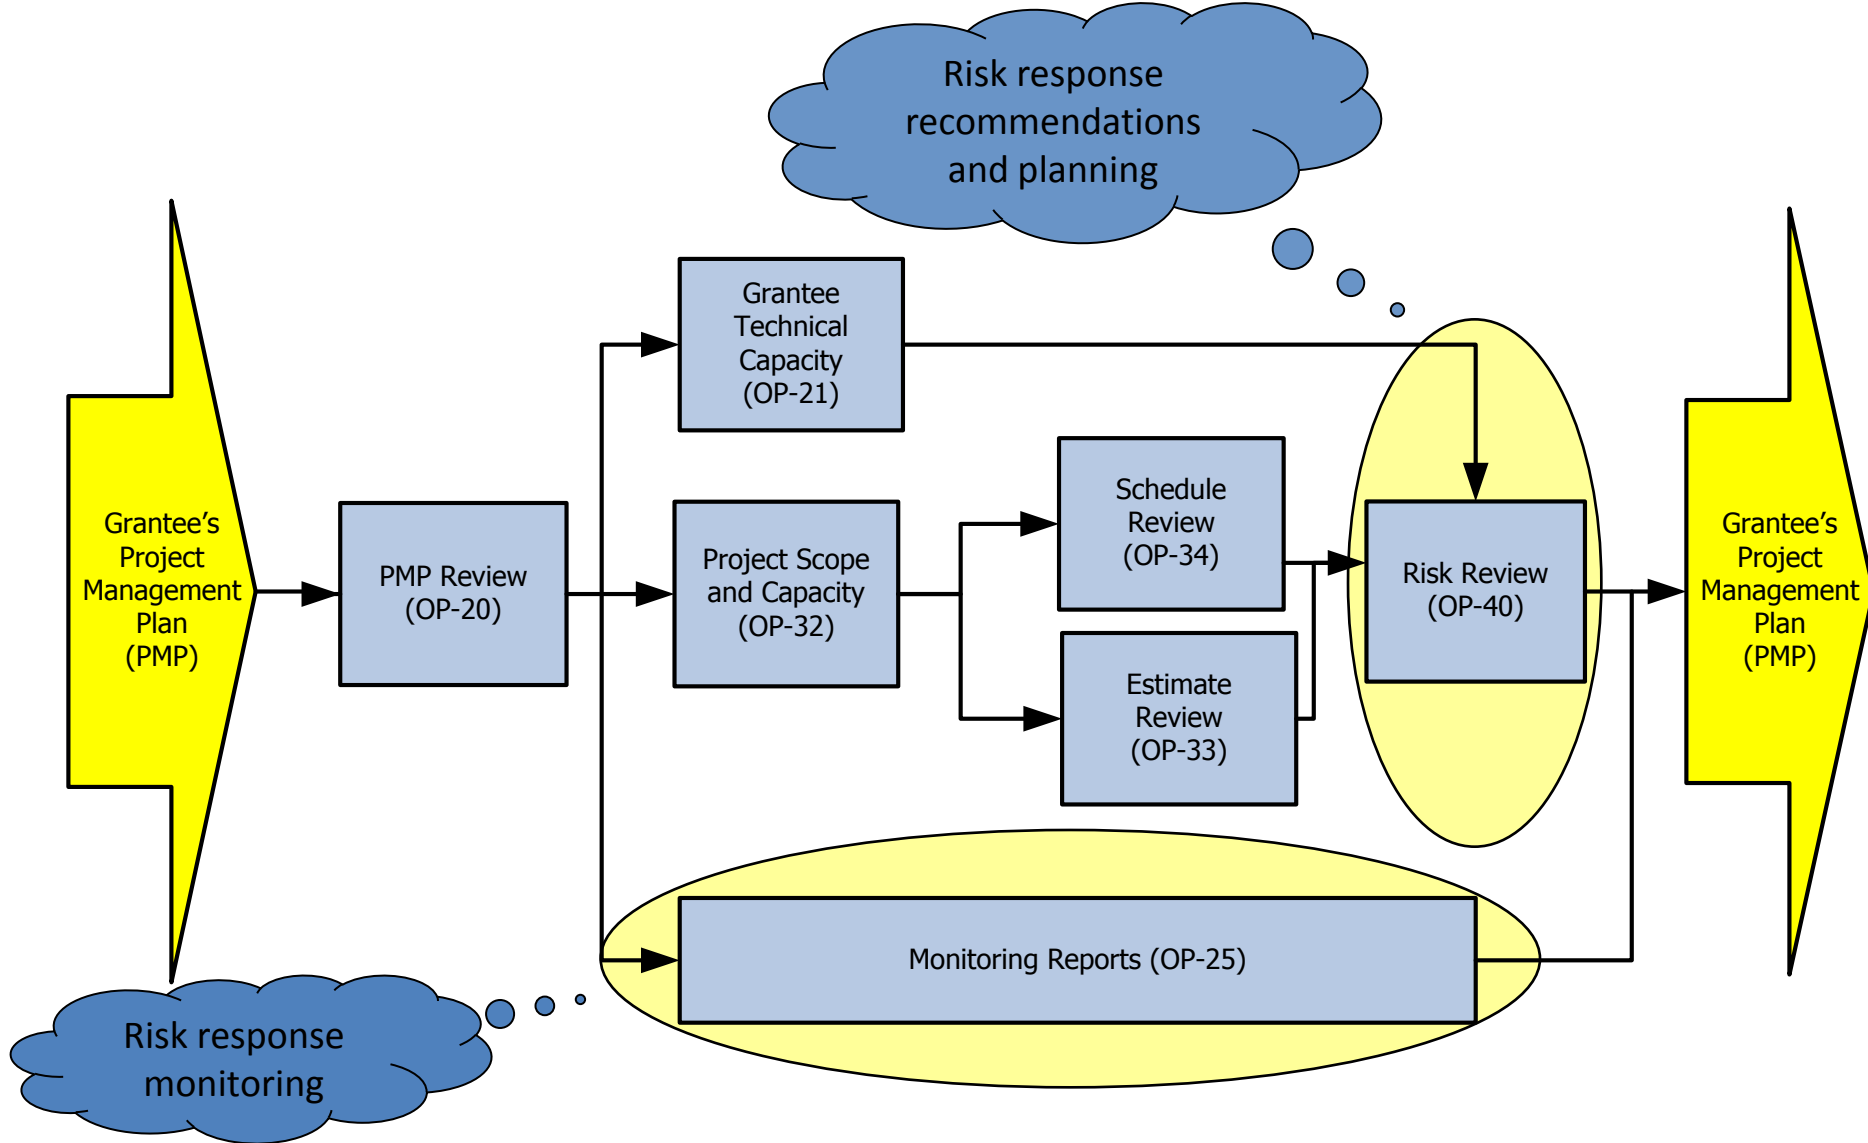 Risk response
recommendations
and planning
Grantee’s
Project
Management
Plan
(PMP)
PMP Review
(OP-20)
Grantee
Technical
Capacity
(OP-21)
Project Scope
and Capacity
(OP-32)
Schedule
Review
(OP-34)
Estimate
Review
(OP-33)
Risk Review
(OP-40)
Grantee’s
Project
Management
Plan
(PMP)
Monitoring Reports (OP-25)
Risk response
monitoring